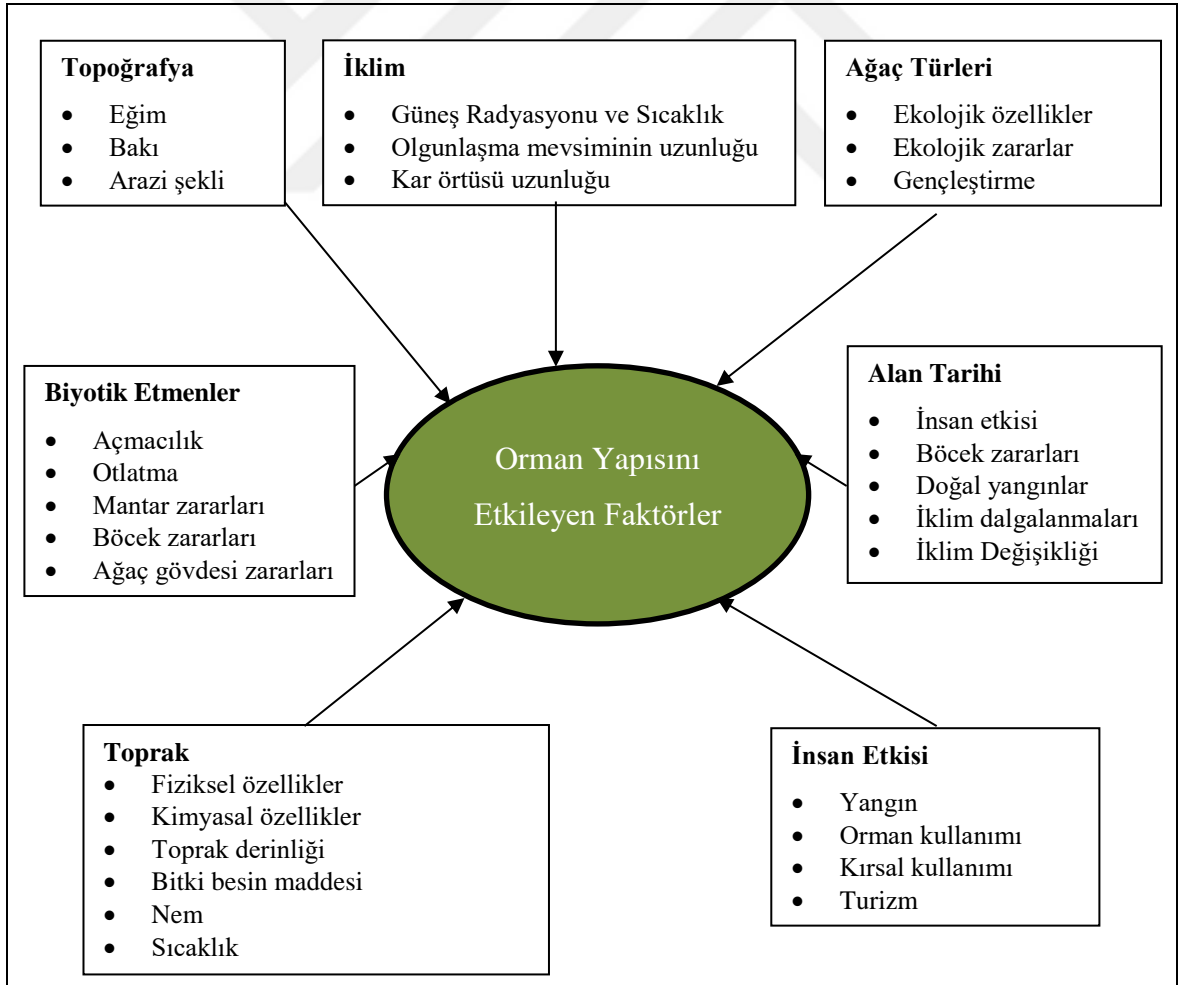 Topoğrafya
• Eğim
• Bakı
• Arazi şekli
İklim
• Güneş Radyasyonu ve Sıcaklık
• Olgunlaşma mevsiminin uzunluğu
• Kar örtüsü uzunluğu
Ağaç Türleri
• Ekolojik özellikler
• Ekolojik zararlar
• Gençleştirme
Biyotik Etmenler
• Açmacılık
• Otlatma
• Mantar zararları
• Böcek zararları
• Ağaç gövdesi zararları
Orman Yapısını
Etkileyen Faktörler
Alan Tarihi
• İnsan etkisi
• Böcek zararları
• Doğal yangınlar
• İklim dalgalanmaları
• İklim Değişikliği
Toprak
• Fiziksel özellikler
• Kimyasal özellikler
• Toprak derinliği
• Bitki besin maddesi
• Nem
• Sıcaklık
İnsan Etkisi
• Yangın
• Orman kullanımı
• Kırsal kullanımı
• Turizm